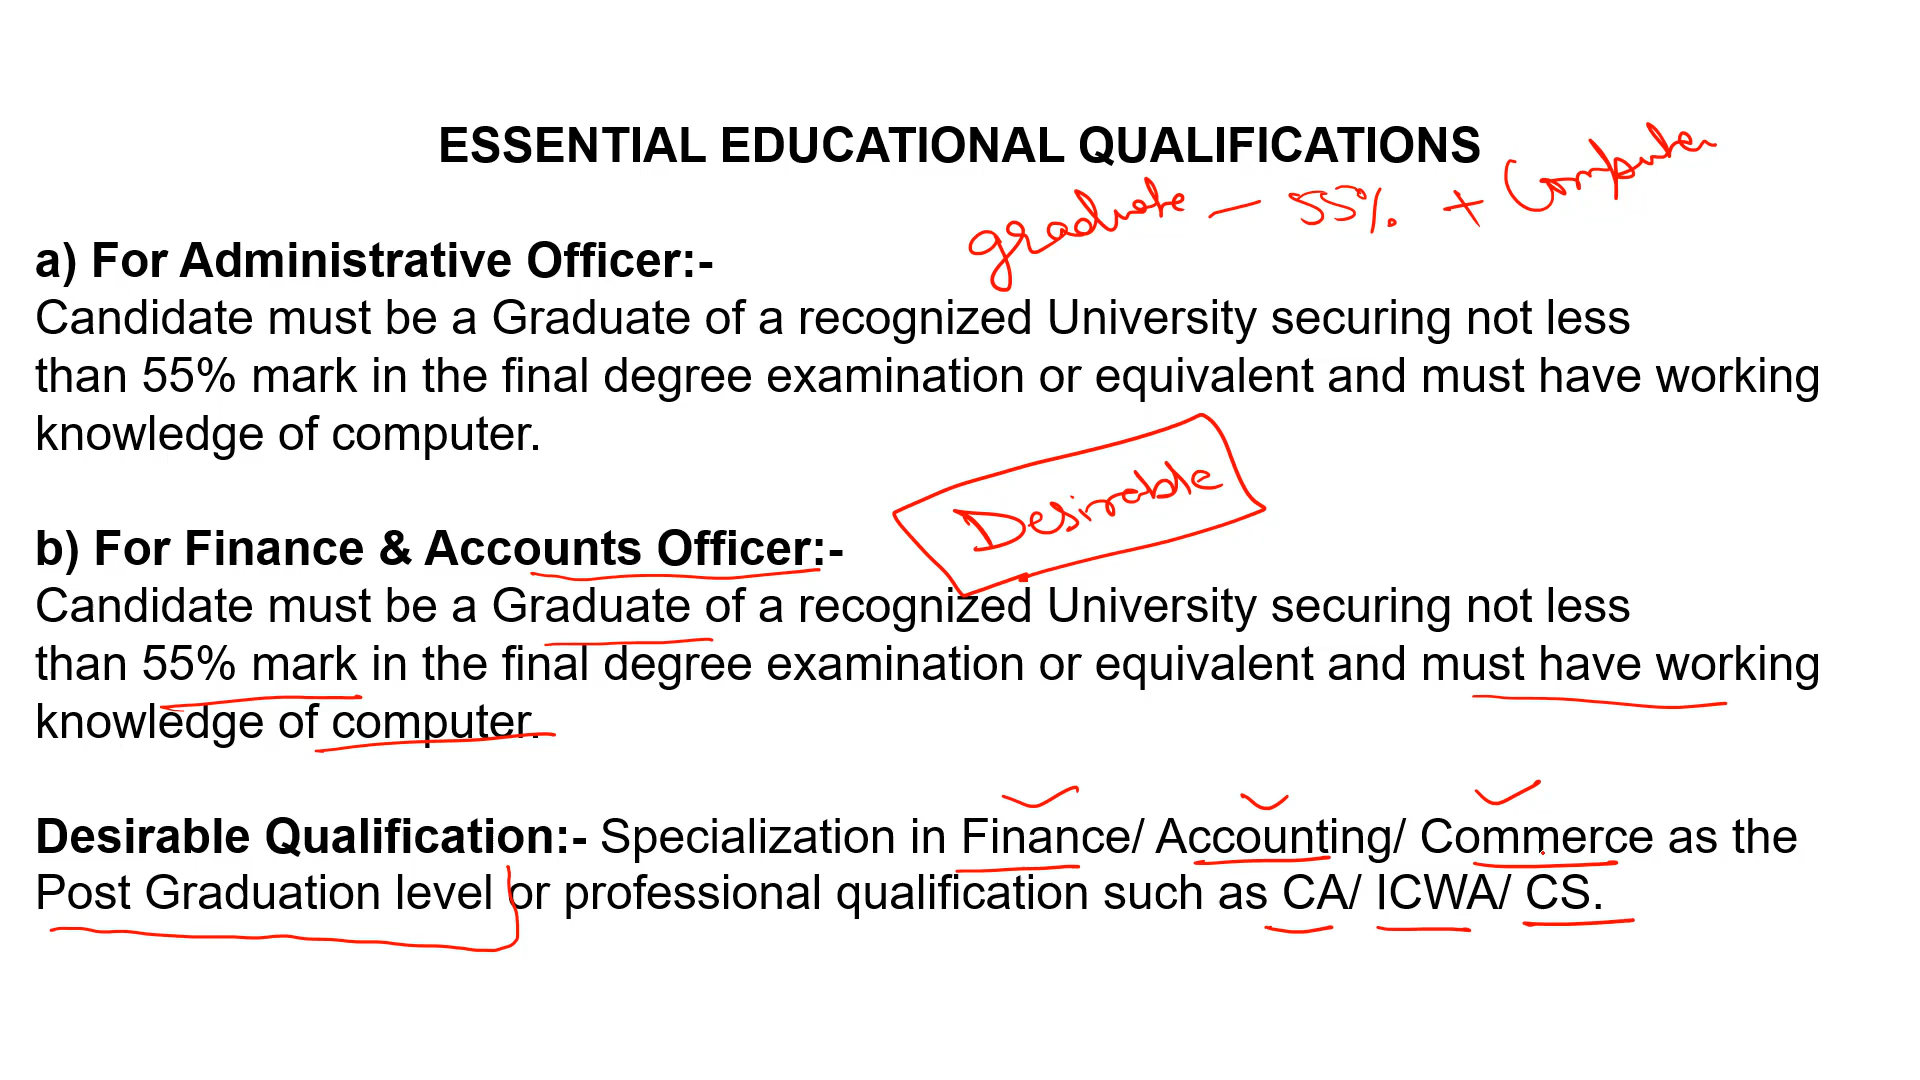 ESSENTIAL EDUCATIONAL QUALIFICATIONS
graduate - 55% + Computer
a) For Administrative Officer:-
Candidate must be a Graduate of a recognized University securing not less
than 55% mark in the final degree examination or equivalent and must have working
knowledge of computer.
Desirable
b) For Finance & Accounts Officer:-
Candidate must be a Graduate of a recognized University securing not less
than 55% mark in the final degree examination or equivalent and must have working
knowledge of computer.
Desirable Qualification:- Specialization in Finance/ Accounting/ Commerce as the
Post Graduation level or professional qualification such as CA/ ICWA/ CS.